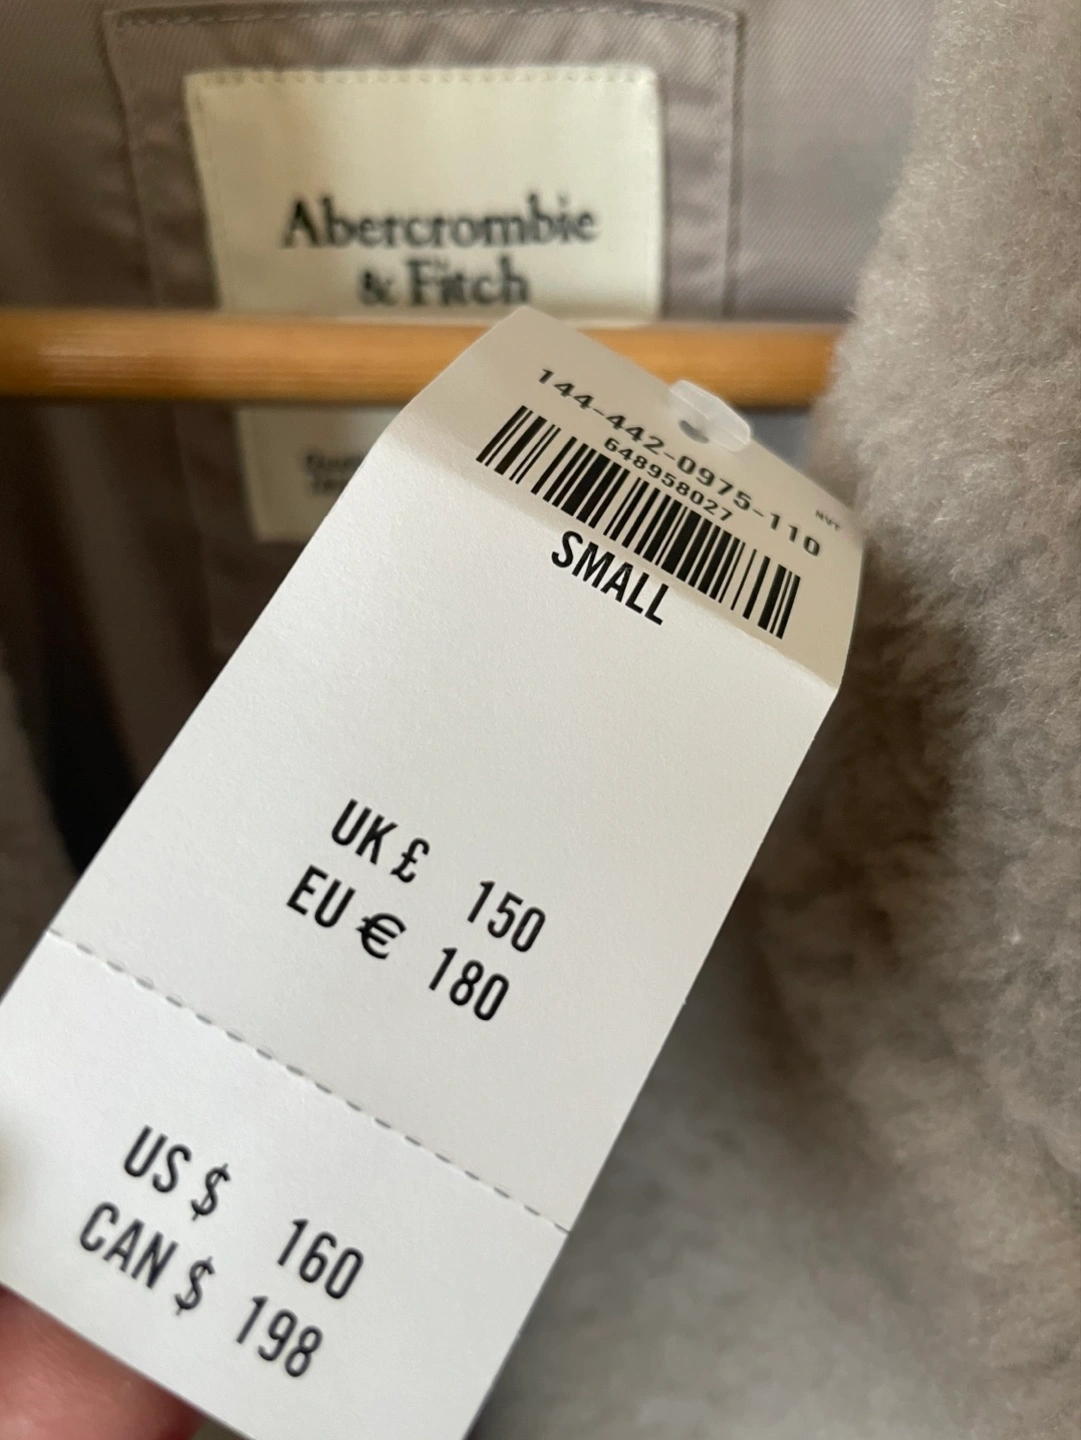 Abercrombie
& Fitch
144-442-0975-110
648958027
SMALL
UK £ 150
EU € 180
US $ 160
CAN $ 198